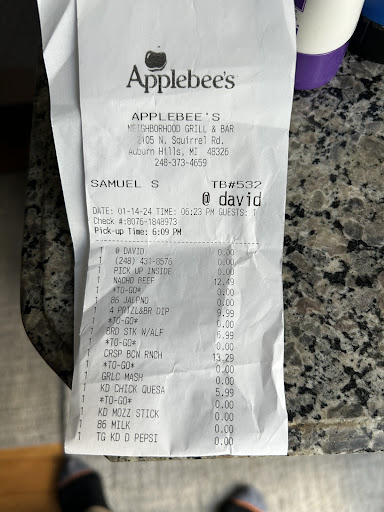 Applebee's
APPLEBEE'S
NEIGHBORHOOD GRILL & BAR
2105 N. Squirrel Rd.
Auburn Hills, MI 48326
248-373-4659
SAMUEL S TB#532
@ david
DATE: 01-14-24 TIME: 06:23 PM GUESTS: 1
Check #:8076-1848973
Pick-up Time: 6:09 PM
1 @ DAVID 0.00
1 (248) 431-8576 0.00
1 PICK UP INSIDE 0.00
1 NACHO BEEF 12.49
1 *TO-GO* 0.00
1 86 JALPNO 0.00
1 4 PRTZL&BR DIP 9.99
1 *TO-GO* 0.00
1 BRD STK W/ALF 6.99
1 *TO-GO* 0.00
1 CRSP BCN RNCH 13.29
1 *TO-GO* 0.00
1 GRLC MASH 0.00
1 KD CHICK QUESA 5.99
1 *TO-GO* 0.00
1 KD MOZZ STICK 0.00
1 86 MILK 0.00
1 TG KD D PEPSI 0.00